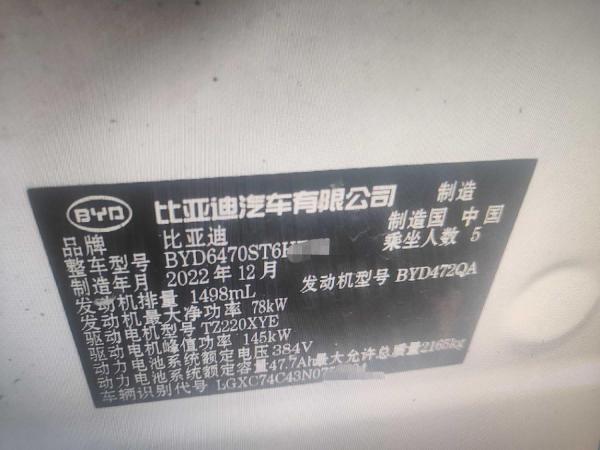 BYD 比亚迪汽车有限公司 制造
品牌 比亚迪 制造国 中国
整车型号 BYD6470ST6H 乘坐人数 5
制造年月 2022年12月
发动机排量 1498mL 发动机型号 BYD472QA
发动机最大净功率 78kW
驱动电机型号 TZ220XYE
驱动电机峰值功率 145kW
动力电池系统额定电压 384V
动力电池系统额定容量 47.7Ah 最大允许总质量 2165kg
车辆识别代号 LGXC74C43N07